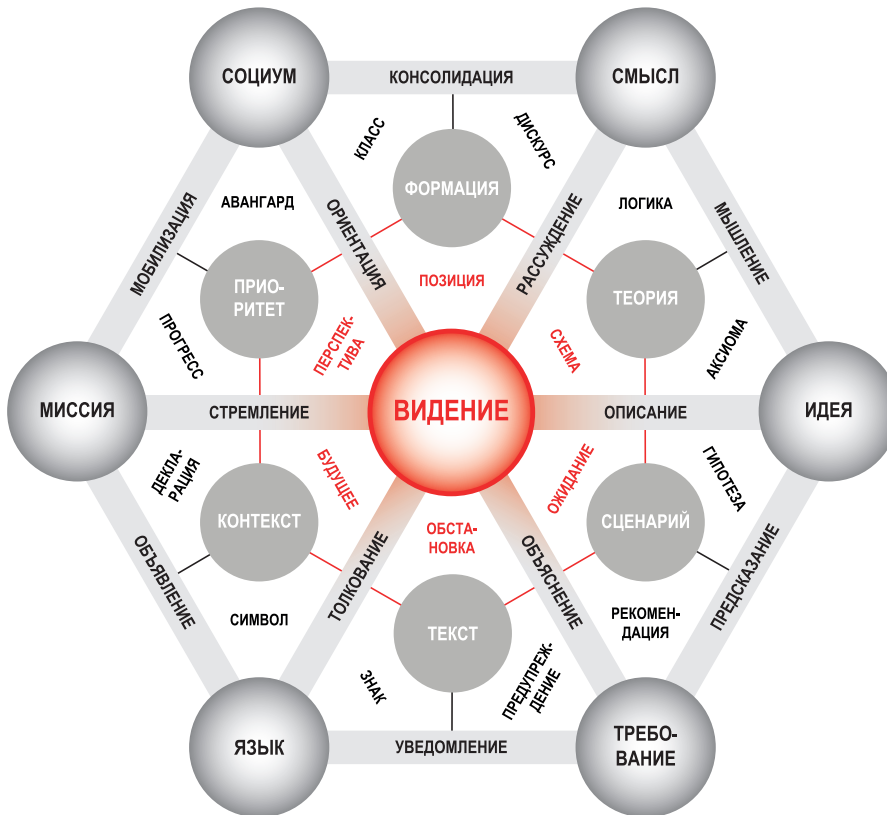 СОЦИУМ
КОНСОЛИДАЦИЯ
СМЫСЛ
КЛАСС
ДИСКУРС
ФОРМАЦИЯ
АВАНГАРД
ОРИЕНТАЦИЯ
РАССУЖДЕНИЕ
ЛОГИКА
МОБИЛИЗАЦИЯ
МЫШЛЕНИЕ
ПРИО-
РИТЕТ
ПОЗИЦИЯ
ТЕОРИЯ
ПРОГРЕСС
ПЕРСПЕК-
ТИВА
СХЕМА
АКСИОМА
МИССИЯ
СТРЕМЛЕНИЕ
ВИДЕНИЕ
ОПИСАНИЕ
ИДЕЯ
ДЕКЛА-
РАЦИЯ
БУДУЩЕЕ
ОЖИДАНИЕ
ГИПОТЕЗА
КОНТЕКСТ
ОБСТА-
НОВКА
СЦЕНАРИЙ
ОБЪЯВЛЕНИЕ
ТОЛКОВАНИЕ
ОБЪЯСНЕНИЕ
ПРЕДСКАЗАНИЕ
СИМВОЛ
ТЕКСТ
РЕКОМЕН-
ДАЦИЯ
ЗНАК
ПРЕДУПРЕЖ-
ДЕНИЕ
ЯЗЫК
УВЕДОМЛЕНИЕ
ТРЕБО-
ВАНИЕ